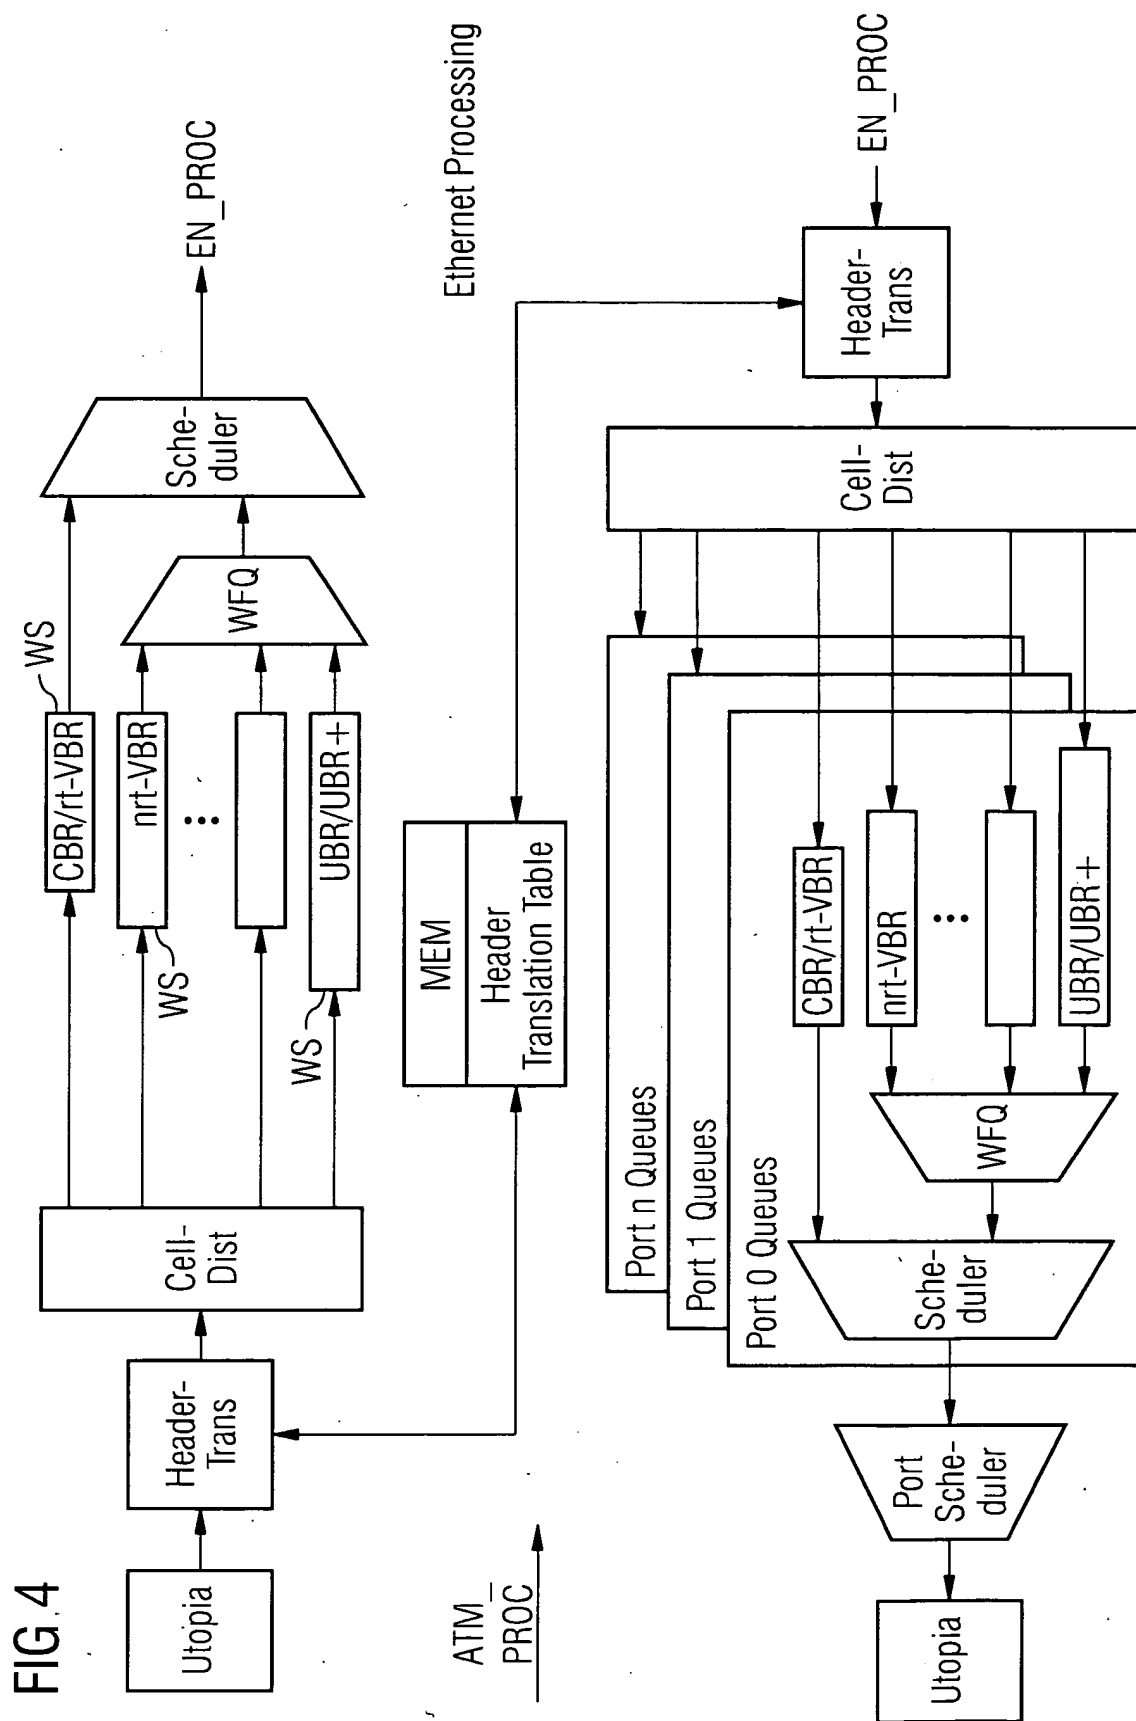 FIG. 4
Utopia
Header-
Trans
Cell-
Dist
WS
WS
WS
CBR/rt-VBR
nrt-VBR
UBR/UBR+
WFQ
Sche-
duler
EN_PROC
ATM_
PROC
MEM
Header
Translation Table
Ethernet Processing
Port n Queues
Port 1 Queues
Port 0 Queues
Utopia
Port
Sche-
duler
Sche-
duler
WFQ
CBR/rt-VBR
nrt-VBR
UBR/UBR+
Cell-
Dist
Header-
Trans
EN_PROC